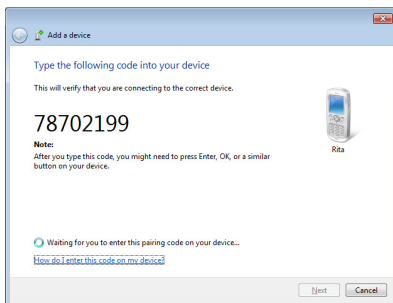 Add a device
Type the following code into your device
This will verify that you are connecting to the correct device.
78702199
Note:
After you type this code, you might need to press Enter, OK, or a similar
button on your device.
Rita
Waiting for you to enter this pairing code on your device...
How do I enter this code on my device?
Next
Cancel